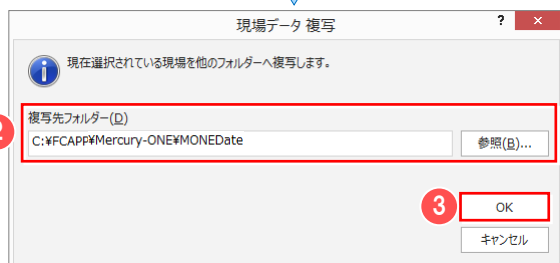 現場データ 複写
? ×
現在選択されている現場を他のフォルダーへ複写します。
複写先フォルダー(D)
2
C:¥FCAPP¥Mercury-ONE¥MONEDate
参照(B)...
3
OK
キャンセル